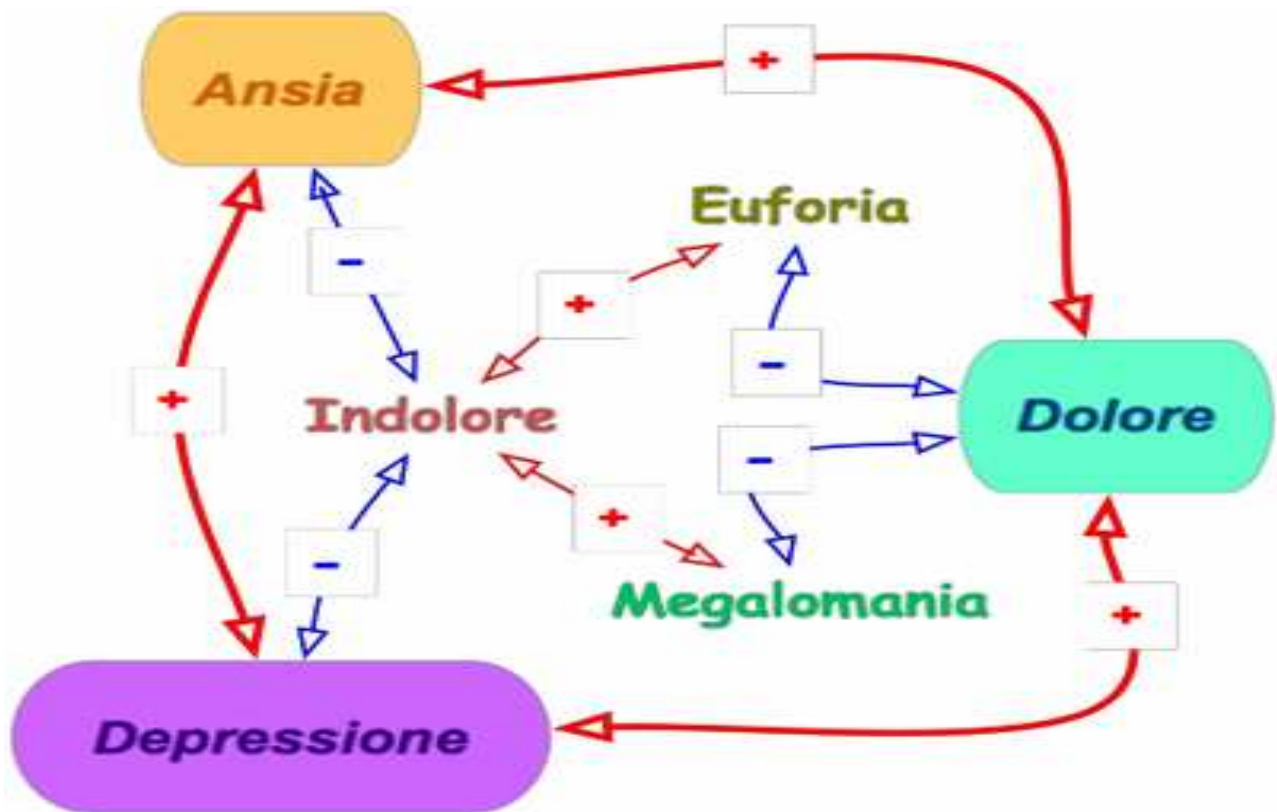 Ansia
+
Euforia
-
+
-
+
Indolore
Dolore
-
+
-
Megalomania
+
Depressione